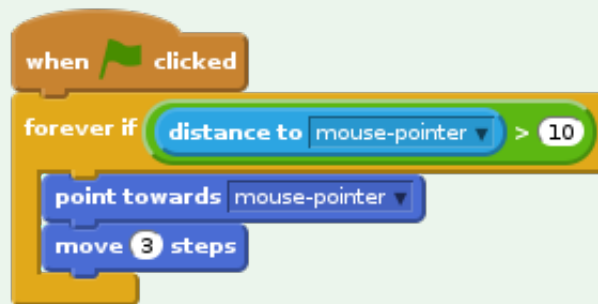 when clicked
forever if distance to mouse-pointer > 10
point towards mouse-pointer
move 3 steps